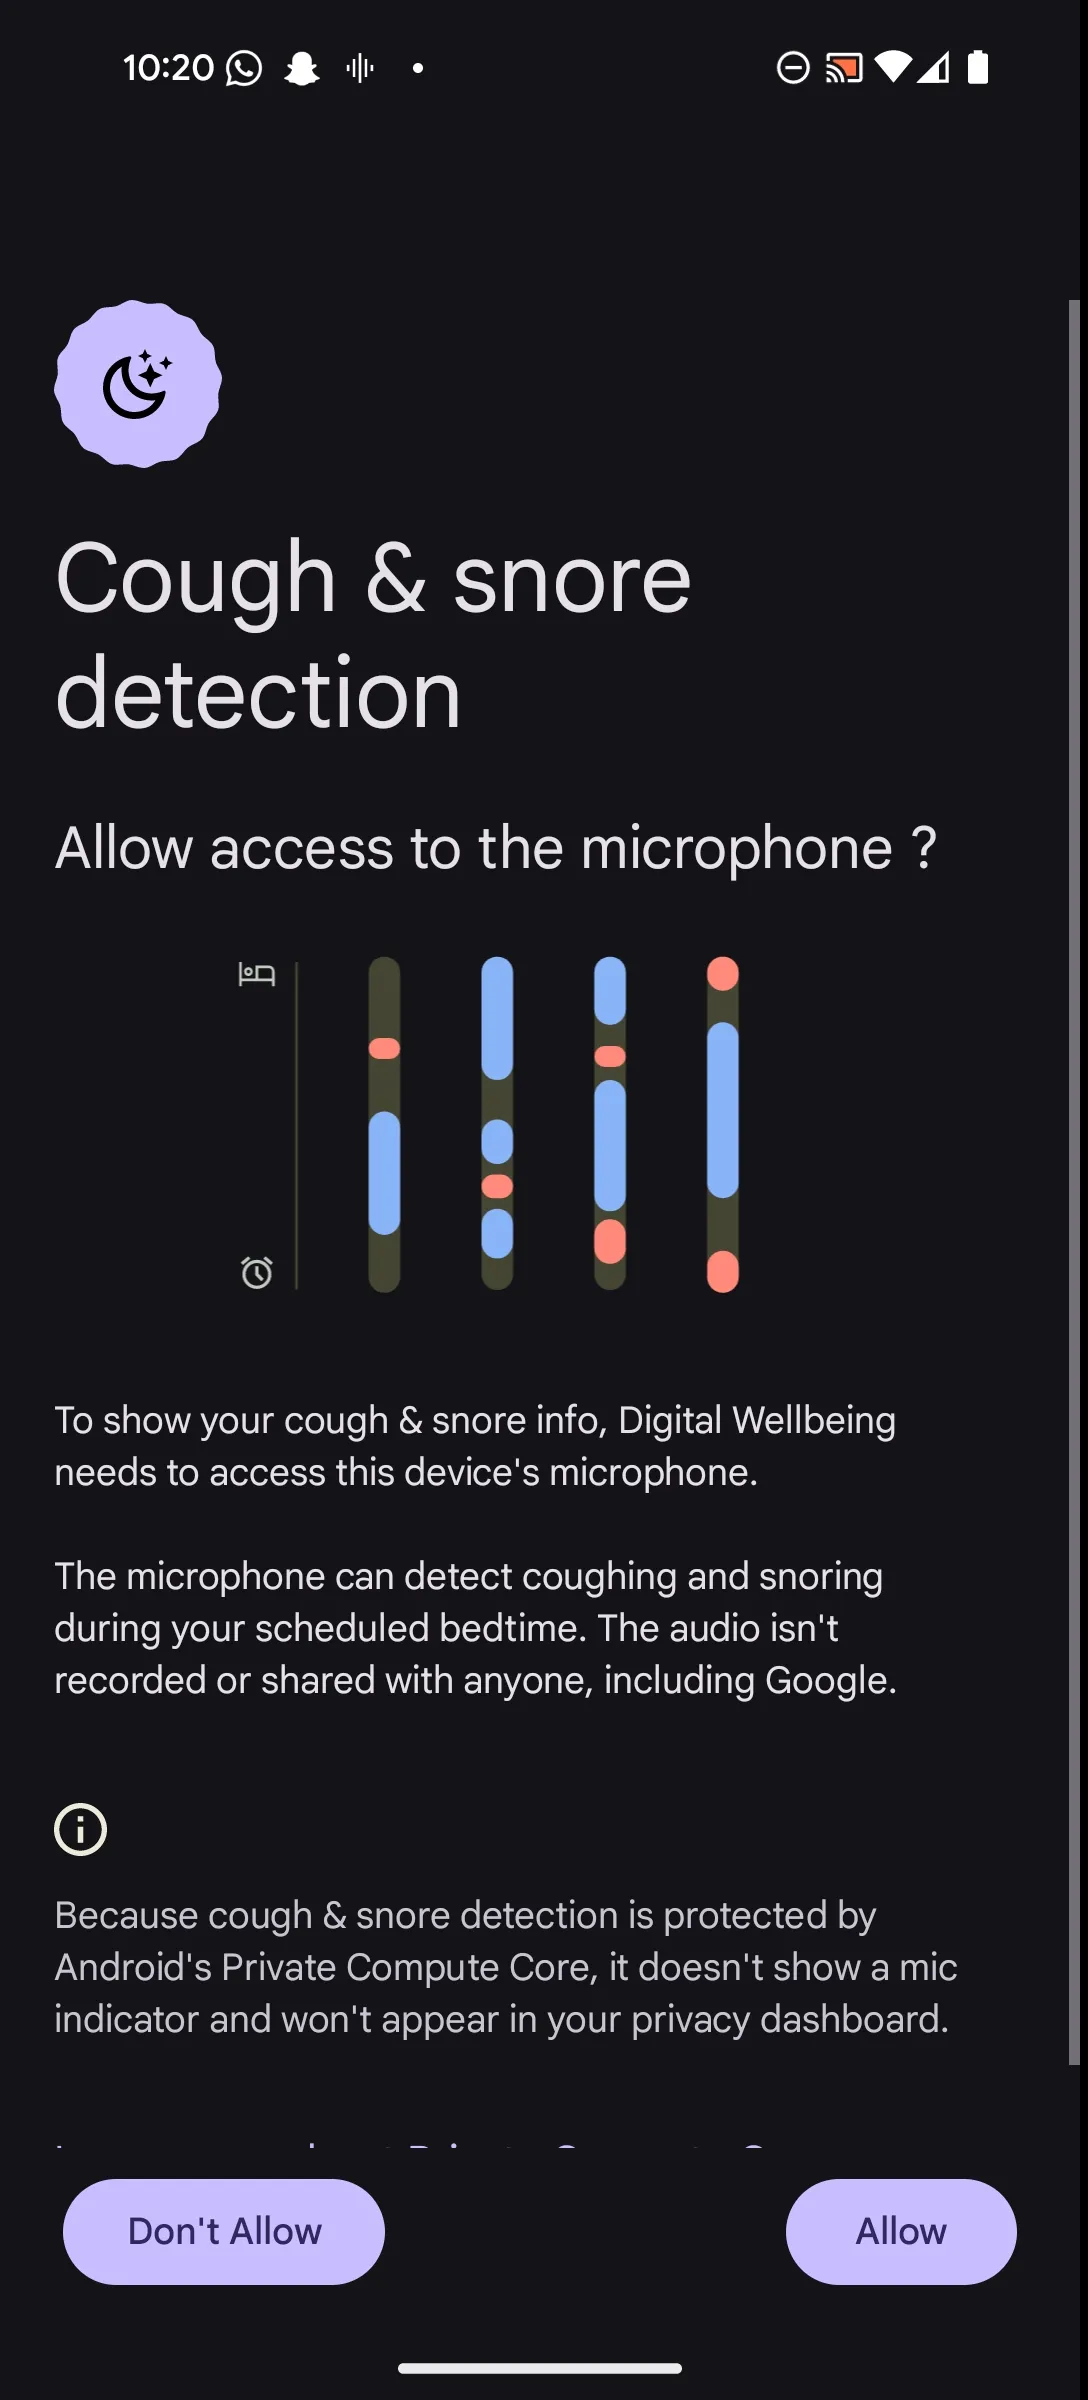 10:20
Cough & snore
detection
Allow access to the microphone ?
To show your cough & snore info, Digital Wellbeing
needs to access this device's microphone.
The microphone can detect coughing and snoring
during your scheduled bedtime. The audio isn't
recorded or shared with anyone, including Google.
Because cough & snore detection is protected by
Android's Private Compute Core, it doesn't show a mic
indicator and won't appear in your privacy dashboard.
Don't Allow
Allow